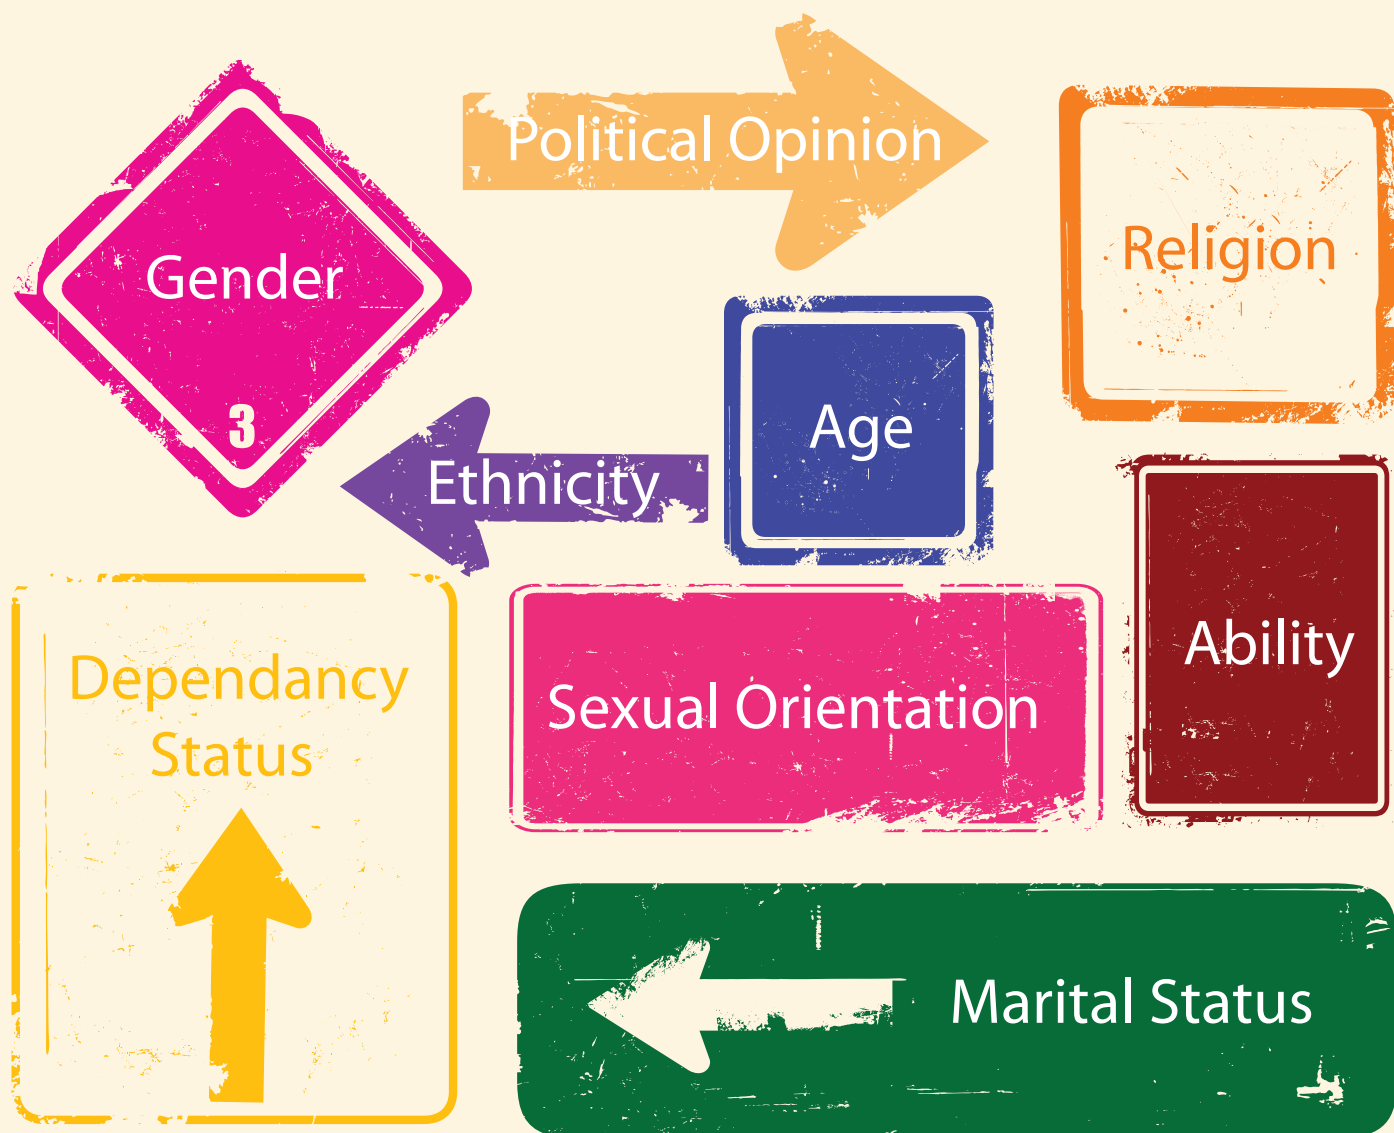 Political Opinion
Gender
3
Religion
Age
Ethnicity
Ability
Dependancy
Status
Sexual Orientation
Marital Status